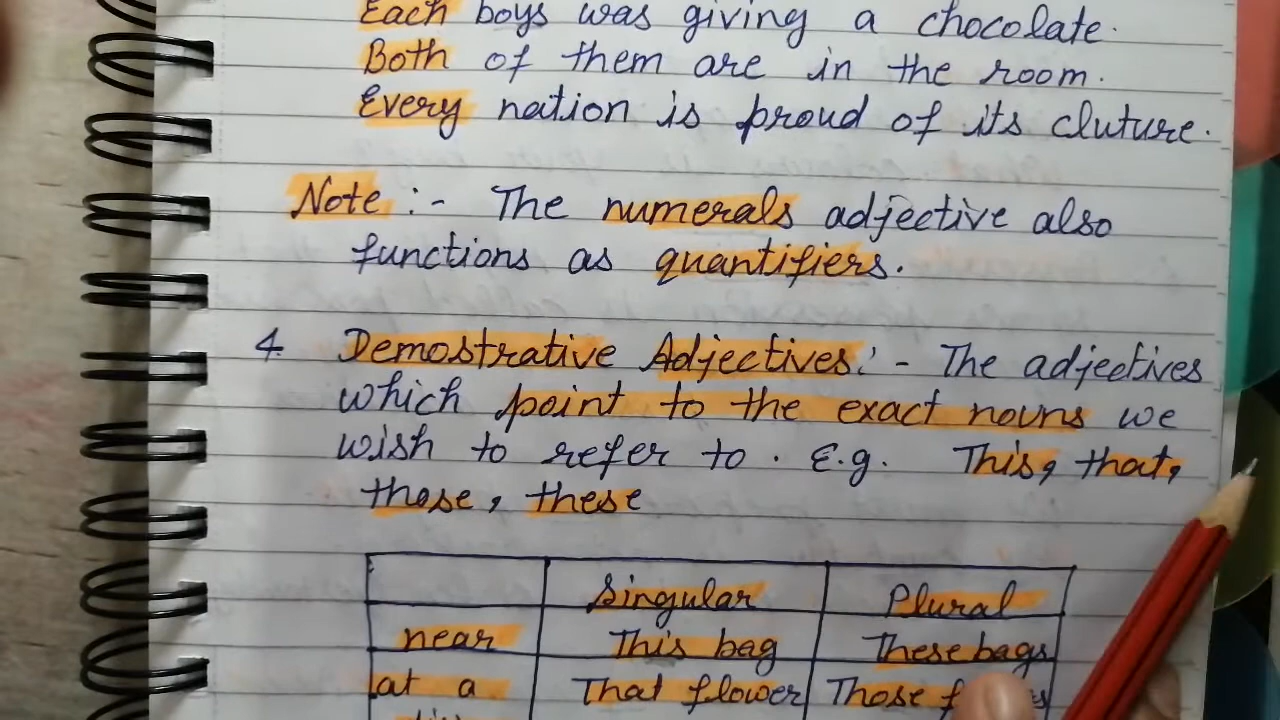 Each boys was giving a chocolate.
Both of them are in the room.
Every nation is proud of its cluture.
Note :- The numerals adjective also
functions as quantifiers.
4 Demostrative Adjectives :- The adjectives
which point to the exact nouns we
wish to refer to. E.g. This, that,
those, these
Singular Plural
near This bag These bags
at a That flower Those